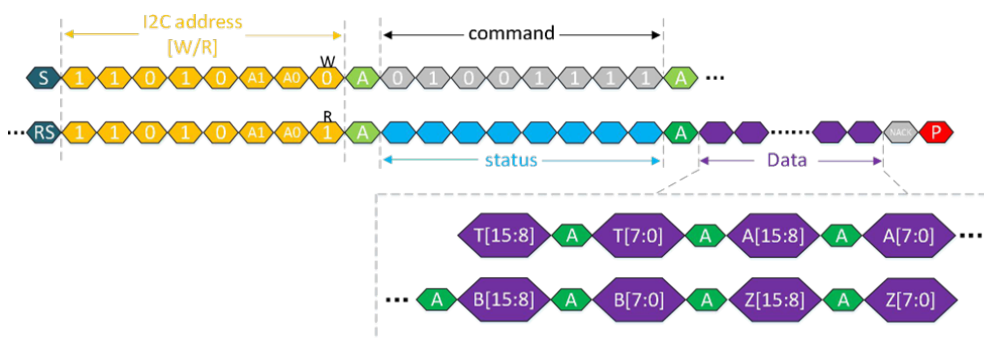 I2C address
[W/R]
command
W
S 1 1 0 1 0 A1 A0 0 A 0 1 0 0 1 1 1 1 A ...
R
... RS 1 1 0 1 0 A1 A0 1 A A ...... NACK P
status Data
T[15:8] A T[7:0] A A[15:8] A A[7:0] ...
... A B[15:8] A B[7:0] A Z[15:8] A Z[7:0]